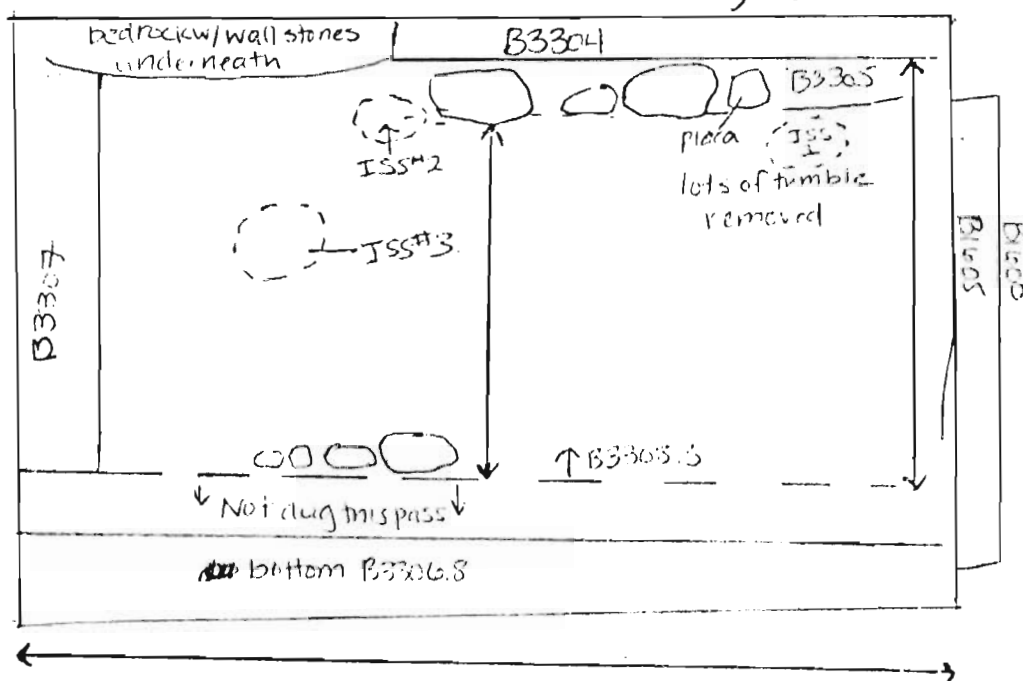 bedrock w/wall stones
underneath
B3304
B3305
ISS#2
plaza
ISS
1
lots of tumble
removed
ISS#3
B3307
B1605
B1600
↑ B3305.5
↓ Not dug this pass ↓
bottom B3306.8